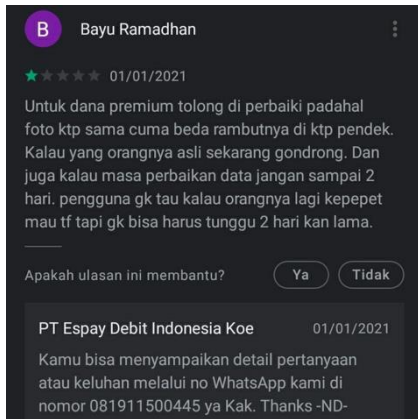 B
Bayu Ramadhan
01/01/2021
Untuk dana premium tolong di perbaiki padahal
foto ktp sama cuma beda rambutnya di ktp pendek.
Kalau yang orangnya asli sekarang gondrong. Dan
juga kalau masa perbaikan data jangan sampai 2
hari. pengguna gk tau kalau orangnya lagi kepepet
mau tf tapi gk bisa harus tunggu 2 hari kan lama.
Apakah ulasan ini membantu?
Ya
Tidak
PT Espay Debit Indonesia Koe
01/01/2021
Kamu bisa menyampaikan detail pertanyaan
atau keluhan melalui no WhatsApp kami di
nomor 081911500445 ya Kak. Thanks -ND-